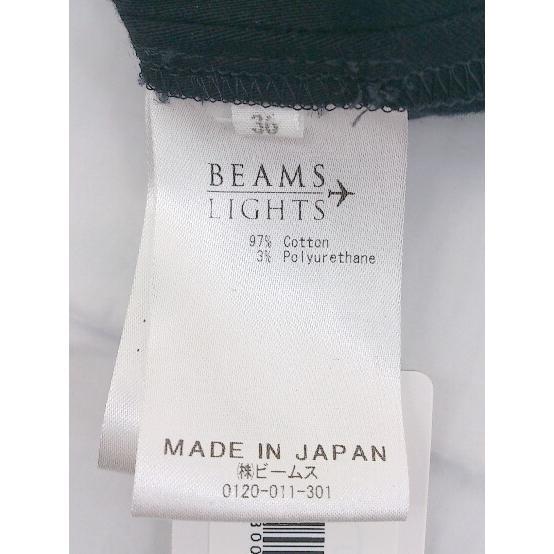 36
BEAMS
LIGHTS
97% Cotton
3% Polyurethane
MADE IN JAPAN
㈱ビームス
0120-011-301